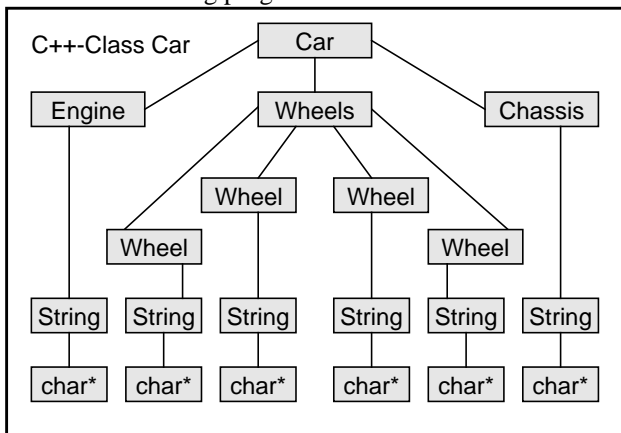 C++-Class Car
Car
Engine
Wheels
Chassis
Wheel
Wheel
Wheel
Wheel
String
String
String
String
String
String
char*
char*
char*
char*
char*
char*